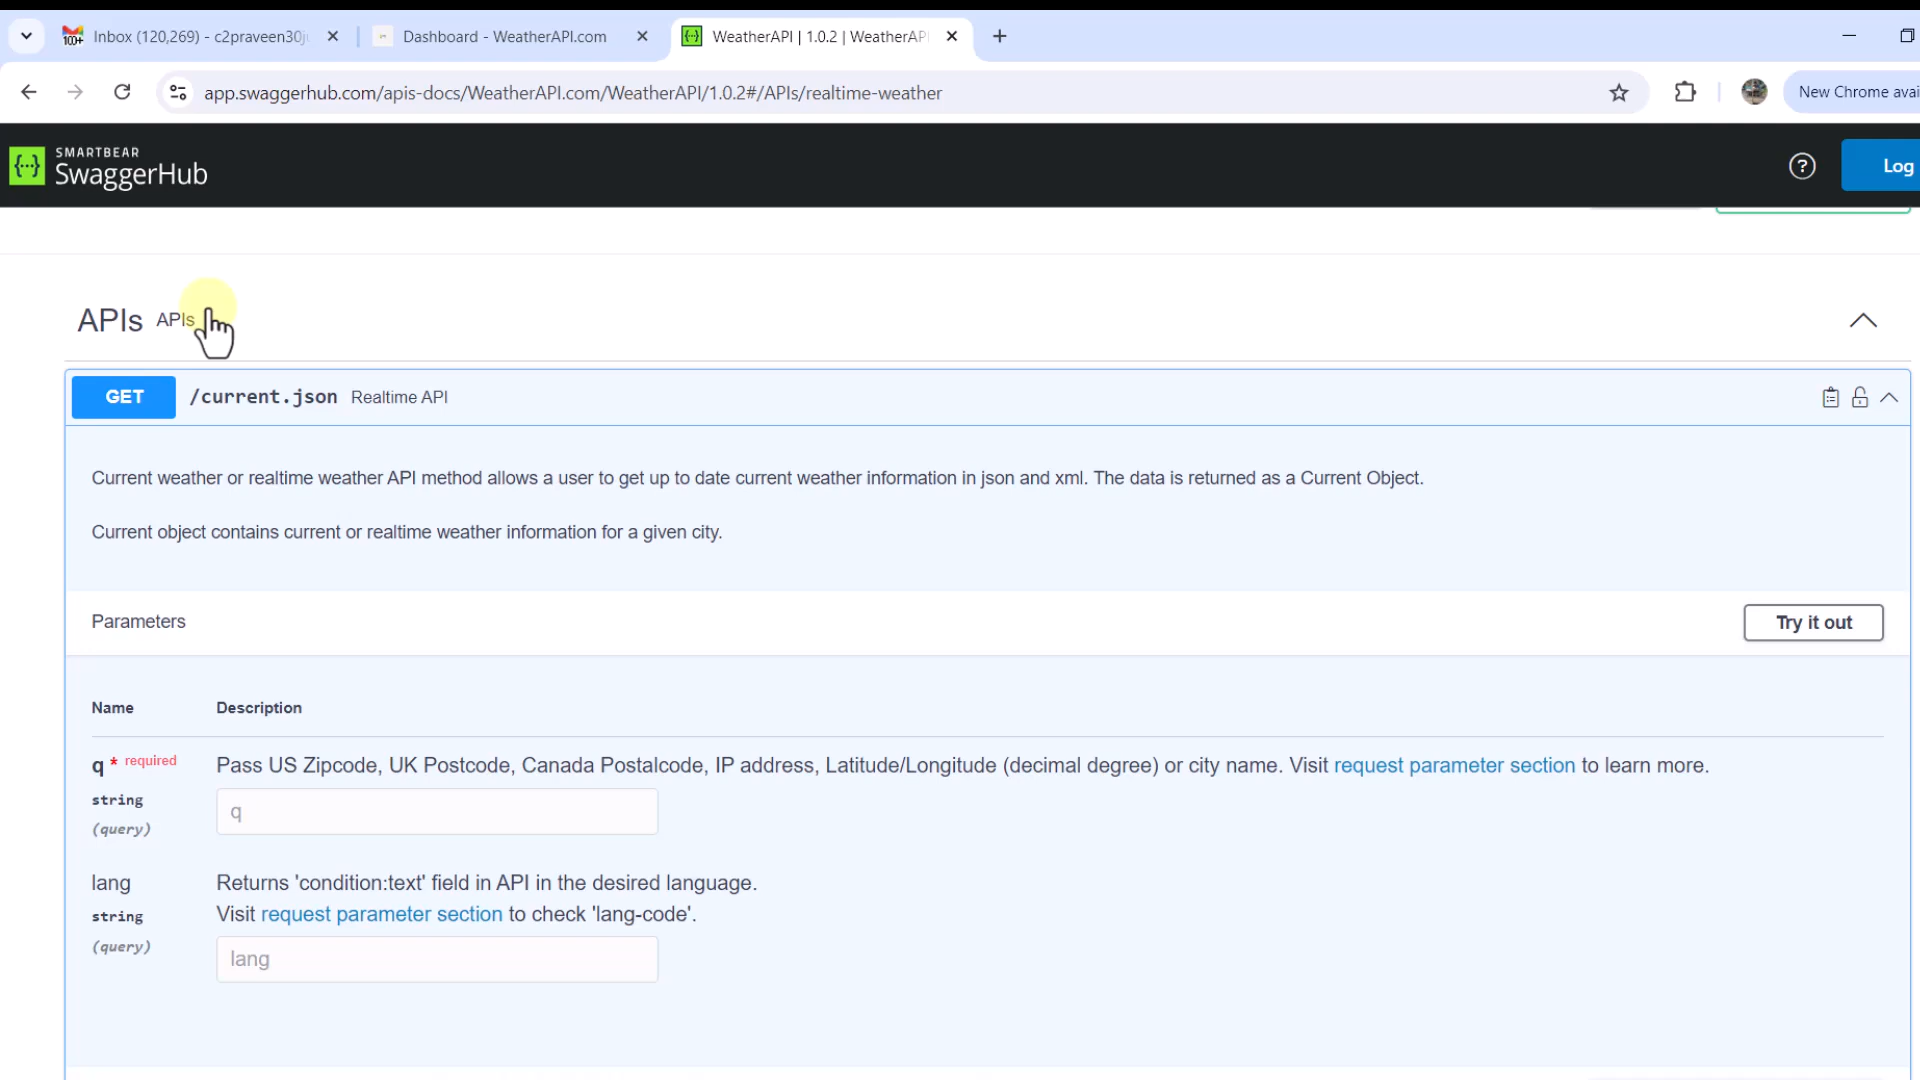 100+ Inbox (120,269) - c2praveen30j
Dashboard - WeatherAPI.com
{··} WeatherAPI | 1.0.2 | WeatherAPI
app.swaggerhub.com/apis-docs/WeatherAPI.com/WeatherAPI/1.0.2#/APIs/realtime-weather
New Chrome avai
{··} SMARTBEAR
SwaggerHub
?
Log
APIs APIs
GET /current.json Realtime API
Current weather or realtime weather API method allows a user to get up to date current weather information in json and xml. The data is returned as a Current Object.
Current object contains current or realtime weather information for a given city.
Parameters
Try it out
Name Description
q * required Pass US Zipcode, UK Postcode, Canada Postalcode, IP address, Latitude/Longitude (decimal degree) or city name. Visit request parameter section to learn more.
string
(query)
q
lang Returns 'condition:text' field in API in the desired language.
string Visit request parameter section to check 'lang-code'.
(query)
lang